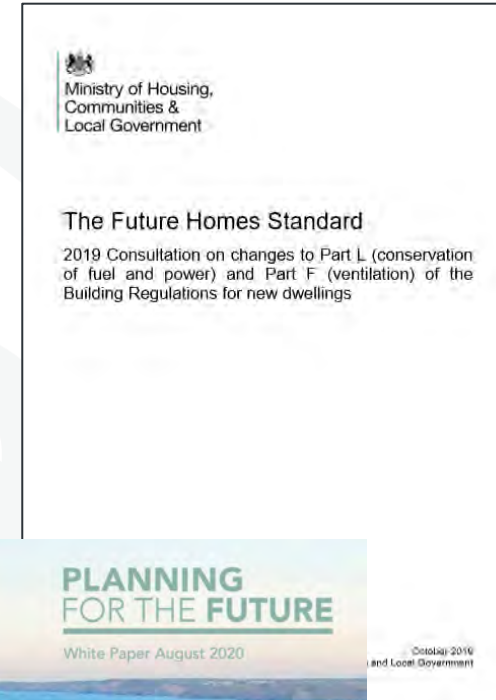 Ministry of Housing,
Communities &
Local Government
The Future Homes Standard
2019 Consultation on changes to Part L (conservation
of fuel and power) and Part F (ventilation) of the
Building Regulations for new dwellings
PLANNING
FOR THE FUTURE
White Paper August 2020
October 2019
and Local Government